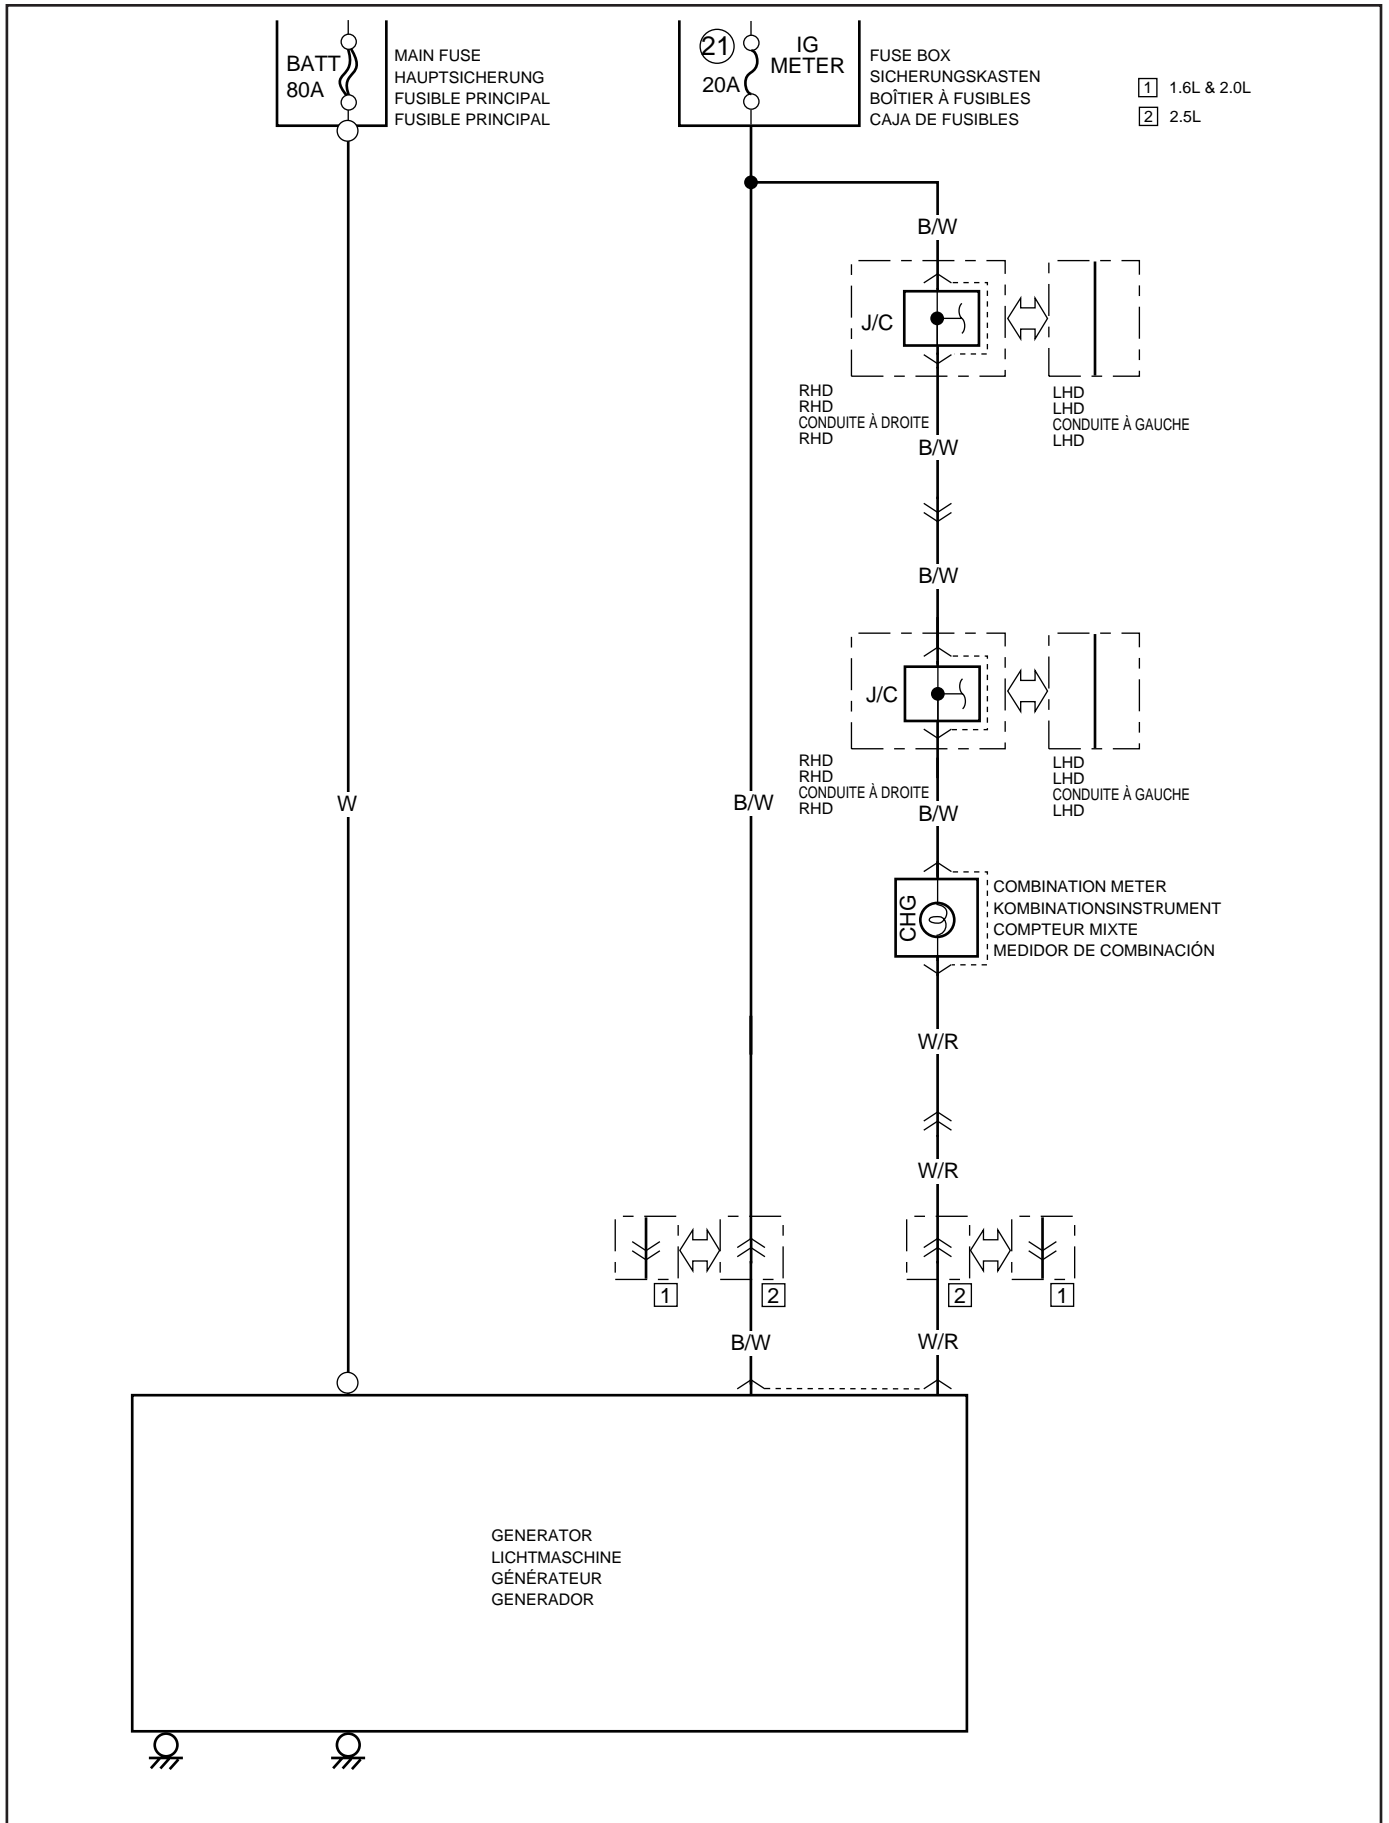 BATT
80A
MAIN FUSE
HAUPTSICHERUNG
FUSIBLE PRINCIPAL
FUSIBLE PRINCIPAL
21
20A
IG
METER
FUSE BOX
SICHERUNGSKASTEN
BOÎTIER À FUSIBLES
CAJA DE FUSIBLES
1 1.6L & 2.0L
2 2.5L
B/W
J/C
RHD
RHD
CONDUITE À DROITE
RHD
LHD
LHD
CONDUITE À GAUCHE
LHD
B/W
B/W
J/C
RHD
RHD
CONDUITE À DROITE
RHD
LHD
LHD
CONDUITE À GAUCHE
LHD
W
B/W
B/W
CHG
COMBINATION METER
KOMBINATIONSINSTRUMENT
COMPTEUR MIXTE
MEDIDOR DE COMBINACIÓN
W/R
W/R
1
2
2
1
B/W
W/R
GENERATOR
LICHTMASCHINE
GÉNÉRATEUR
GENERADOR